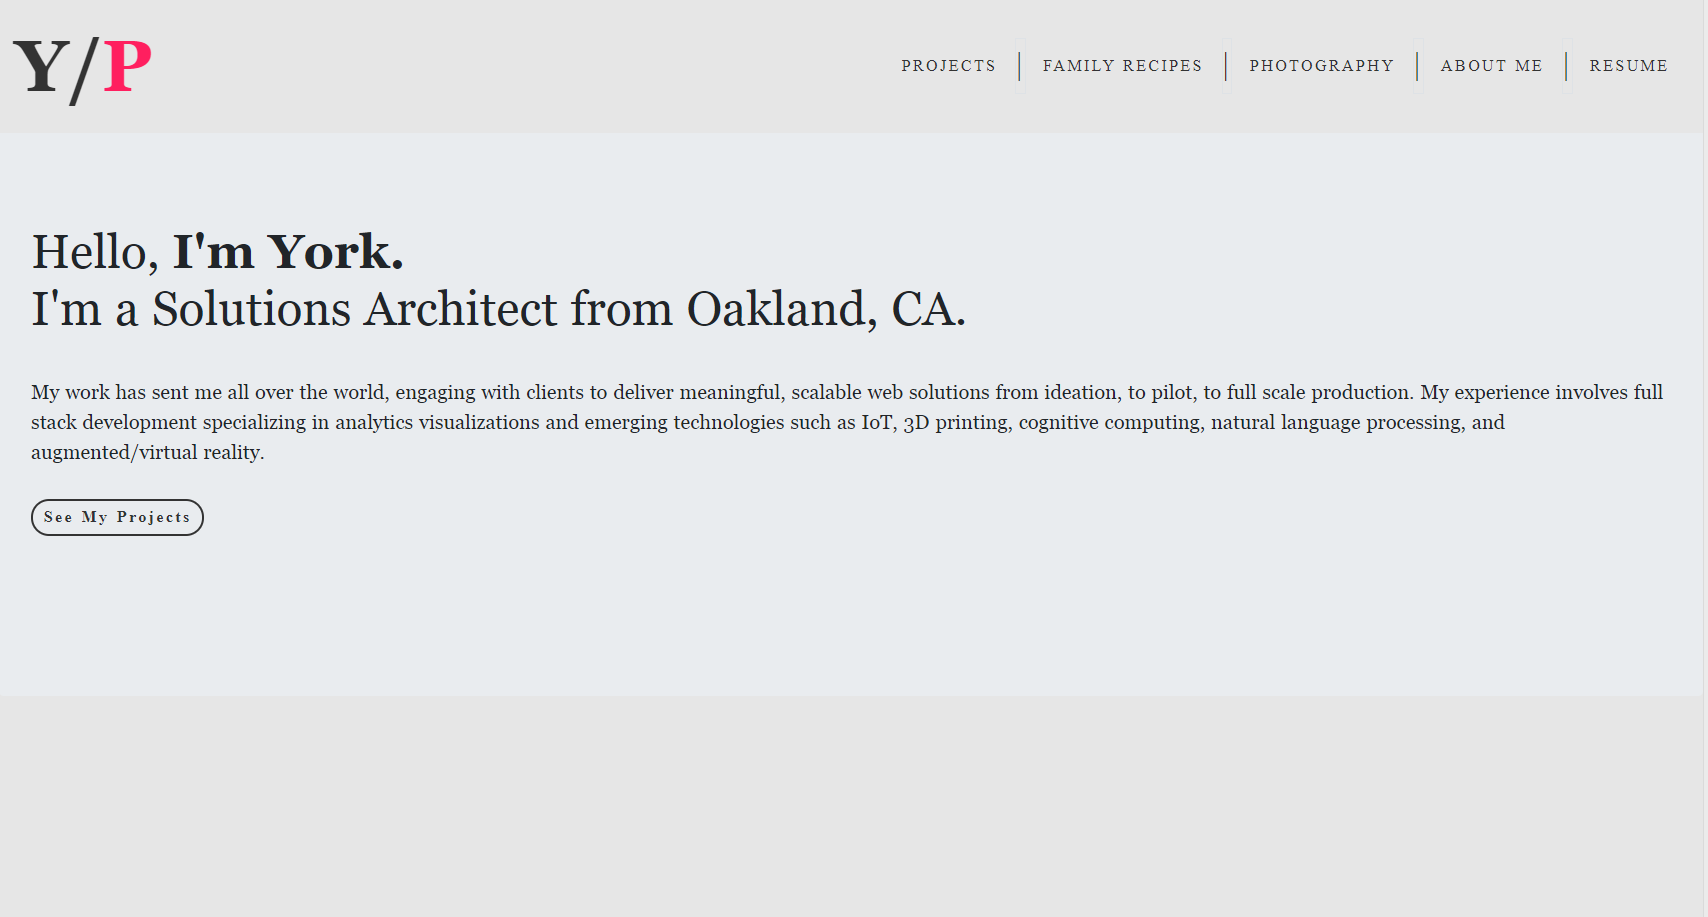 Y/P
PROJECTS | FAMILY RECIPES | PHOTOGRAPHY | ABOUT ME | RESUME
Hello, I'm York.
I'm a Solutions Architect from Oakland, CA.
My work has sent me all over the world, engaging with clients to deliver meaningful, scalable web solutions from ideation, to pilot, to full scale production. My experience involves full
stack development specializing in analytics visualizations and emerging technologies such as IoT, 3D printing, cognitive computing, natural language processing, and
augmented/virtual reality.
See My Projects